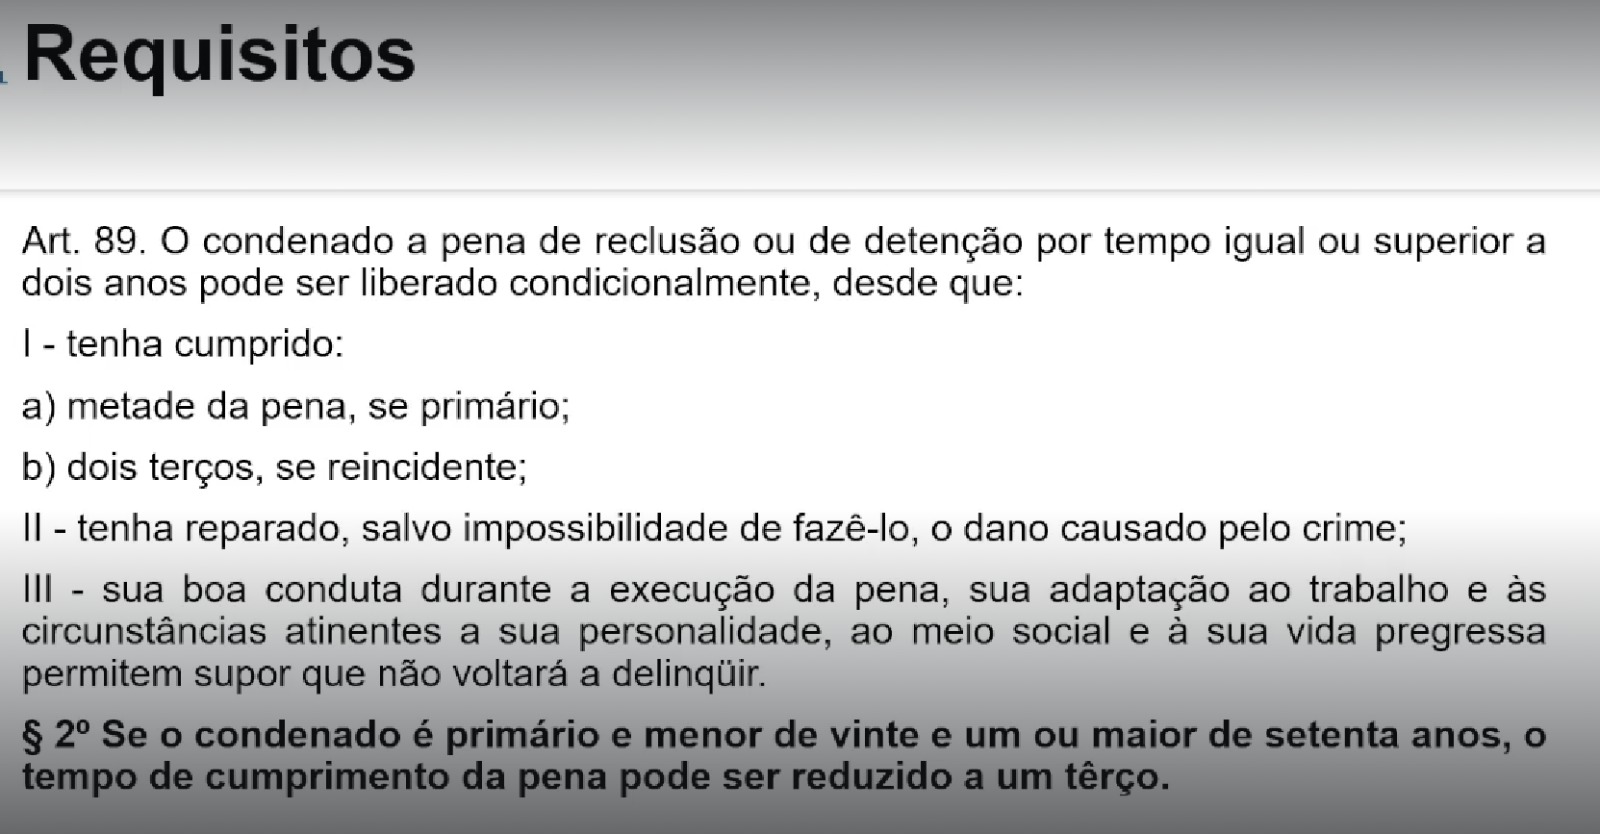 Requisitos
Art. 89. O condenado a pena de reclusão ou de detenção por tempo igual ou superior a
dois anos pode ser liberado condicionalmente, desde que:
I - tenha cumprido:
a) metade da pena, se primário;
b) dois terços, se reincidente;
II - tenha reparado, salvo impossibilidade de fazê-lo, o dano causado pelo crime;
III - sua boa conduta durante a execução da pena, sua adaptação ao trabalho e às
circunstâncias atinentes a sua personalidade, ao meio social e à sua vida pregressa
permitem supor que não voltará a delinqüir.
§ 2º Se o condenado é primário e menor de vinte e um ou maior de setenta anos, o
tempo de cumprimento da pena pode ser reduzido a um têrço.